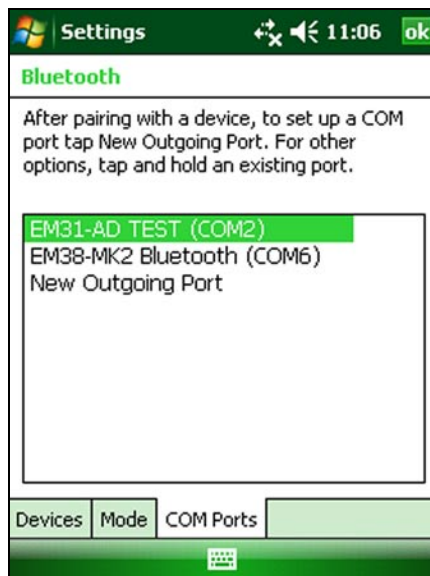 Settings 11:06 ok
Bluetooth
After pairing with a device, to set up a COM
port tap New Outgoing Port. For other
options, tap and hold an existing port.
EM31-AD TEST (COM2)
EM38-MK2 Bluetooth (COM6)
New Outgoing Port
Devices Mode COM Ports